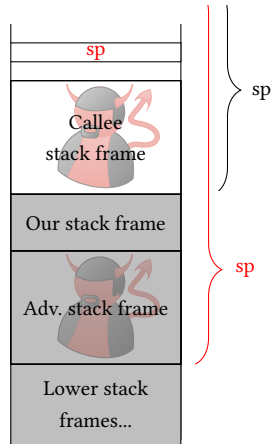 sp
sp
Callee
stack frame
Our stack frame
sp
Adv. stack frame
Lower stack
frames...